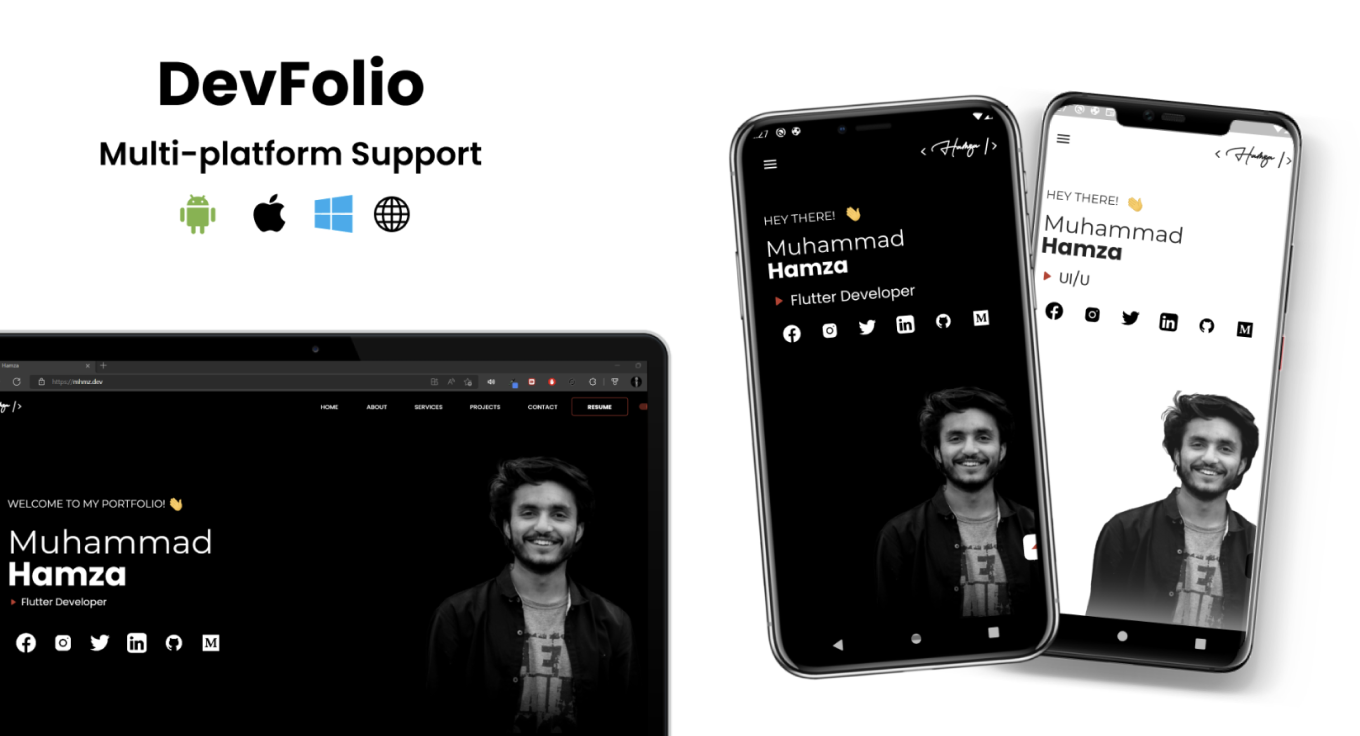 DevFolio
Multi-platform Support
Hamza
https://mhmz.dev
HOME ABOUT SERVICES PROJECTS CONTACT RESUME
WELCOME TO MY PORTFOLIO! 👋
Muhammad
Hamza
Flutter Developer
< Hamza />
HEY THERE! 👋
Muhammad
Hamza
Flutter Developer
< Hamza />
HEY THERE! 👋
Muhammad
Hamza
UI/U